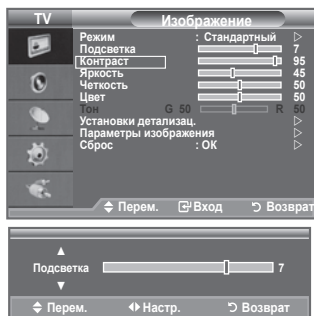 TV Изображение
Режим : Стандартный
Подсветка 7
Контраст 95
Яркость 45
Четкость 50
Цвет 50
Тон G 50 R 50
Установки детализац.
Параметры изображения
Сброс : ОК
Перем. Вход Возврат
Подсветка 7
Перем. Настр. Возврат